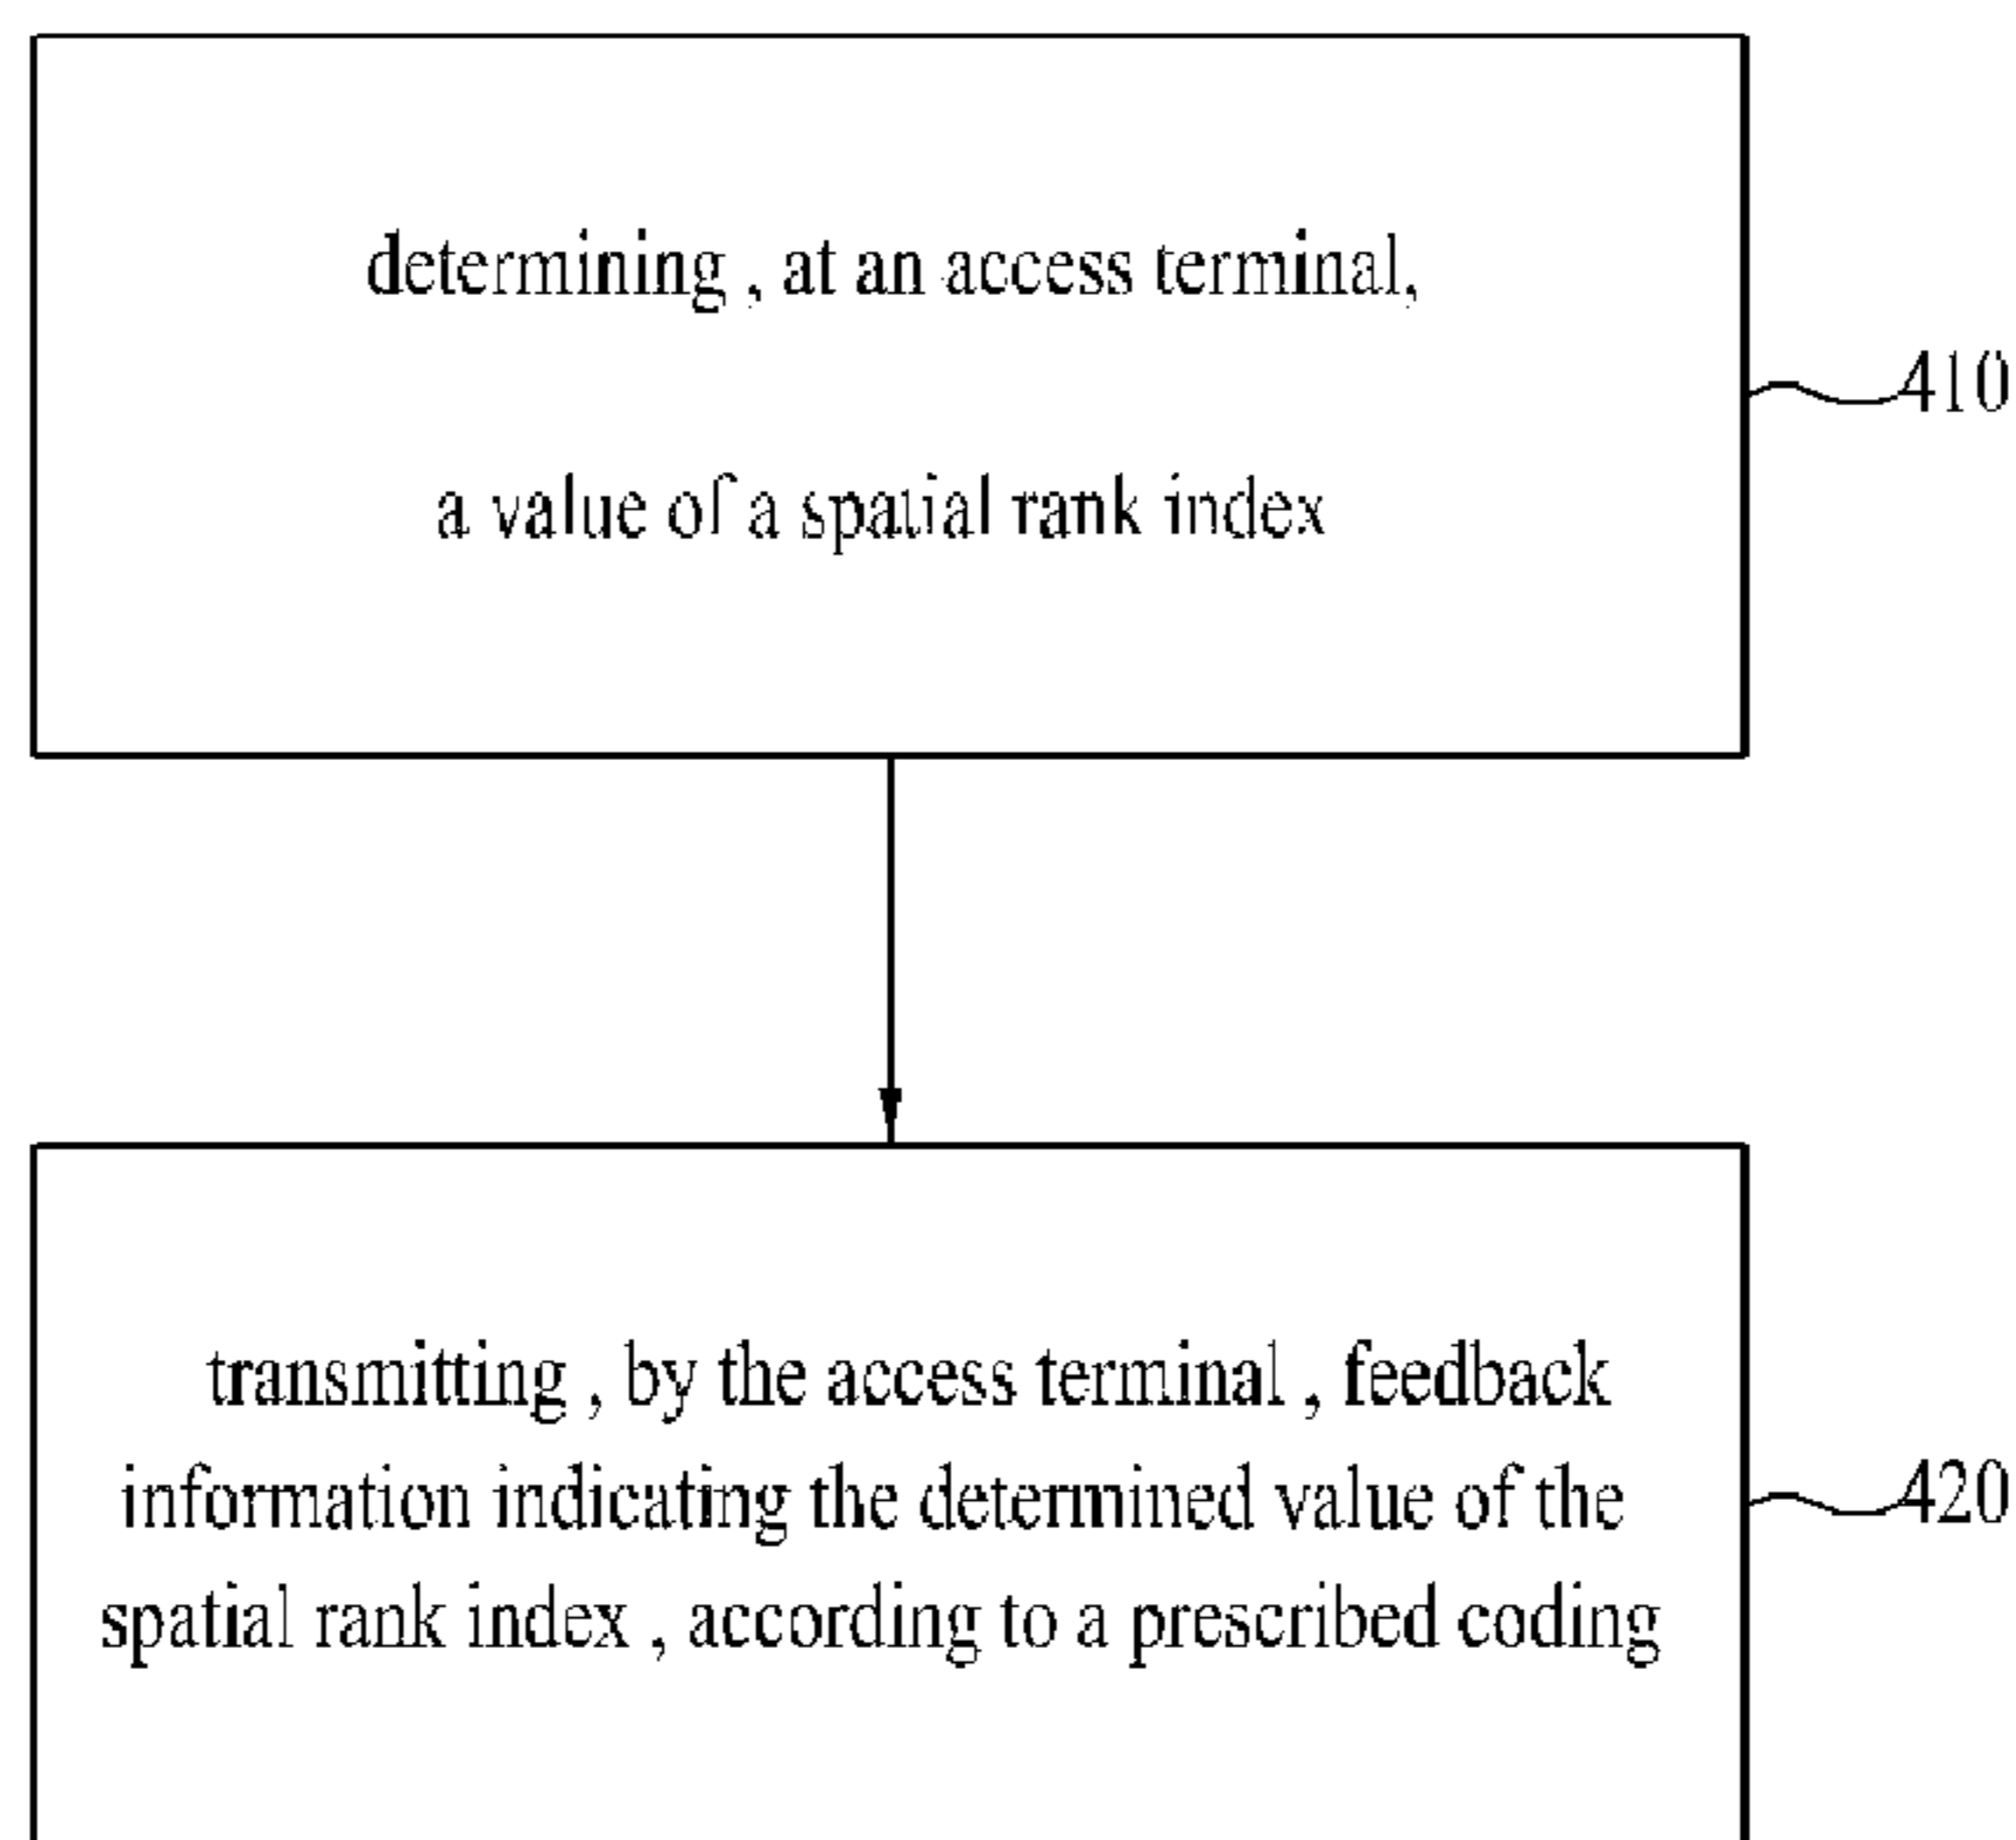 determining , at an access terminal,
a value of a spatial rank index
410
transmitting , by the access terminal , feedback
information indicating the determined value of the
spatial rank index , according to a prescribed coding
420